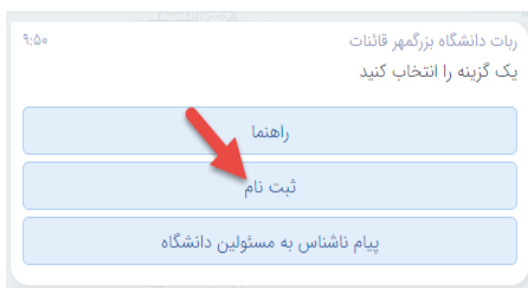 ربات دانشگاه بزرگمهر قائنات
۹:۵۰
یک گزینه را انتخاب کنید
راهنما
ثبت نام
پیام ناشناس به مسئولین دانشگاه